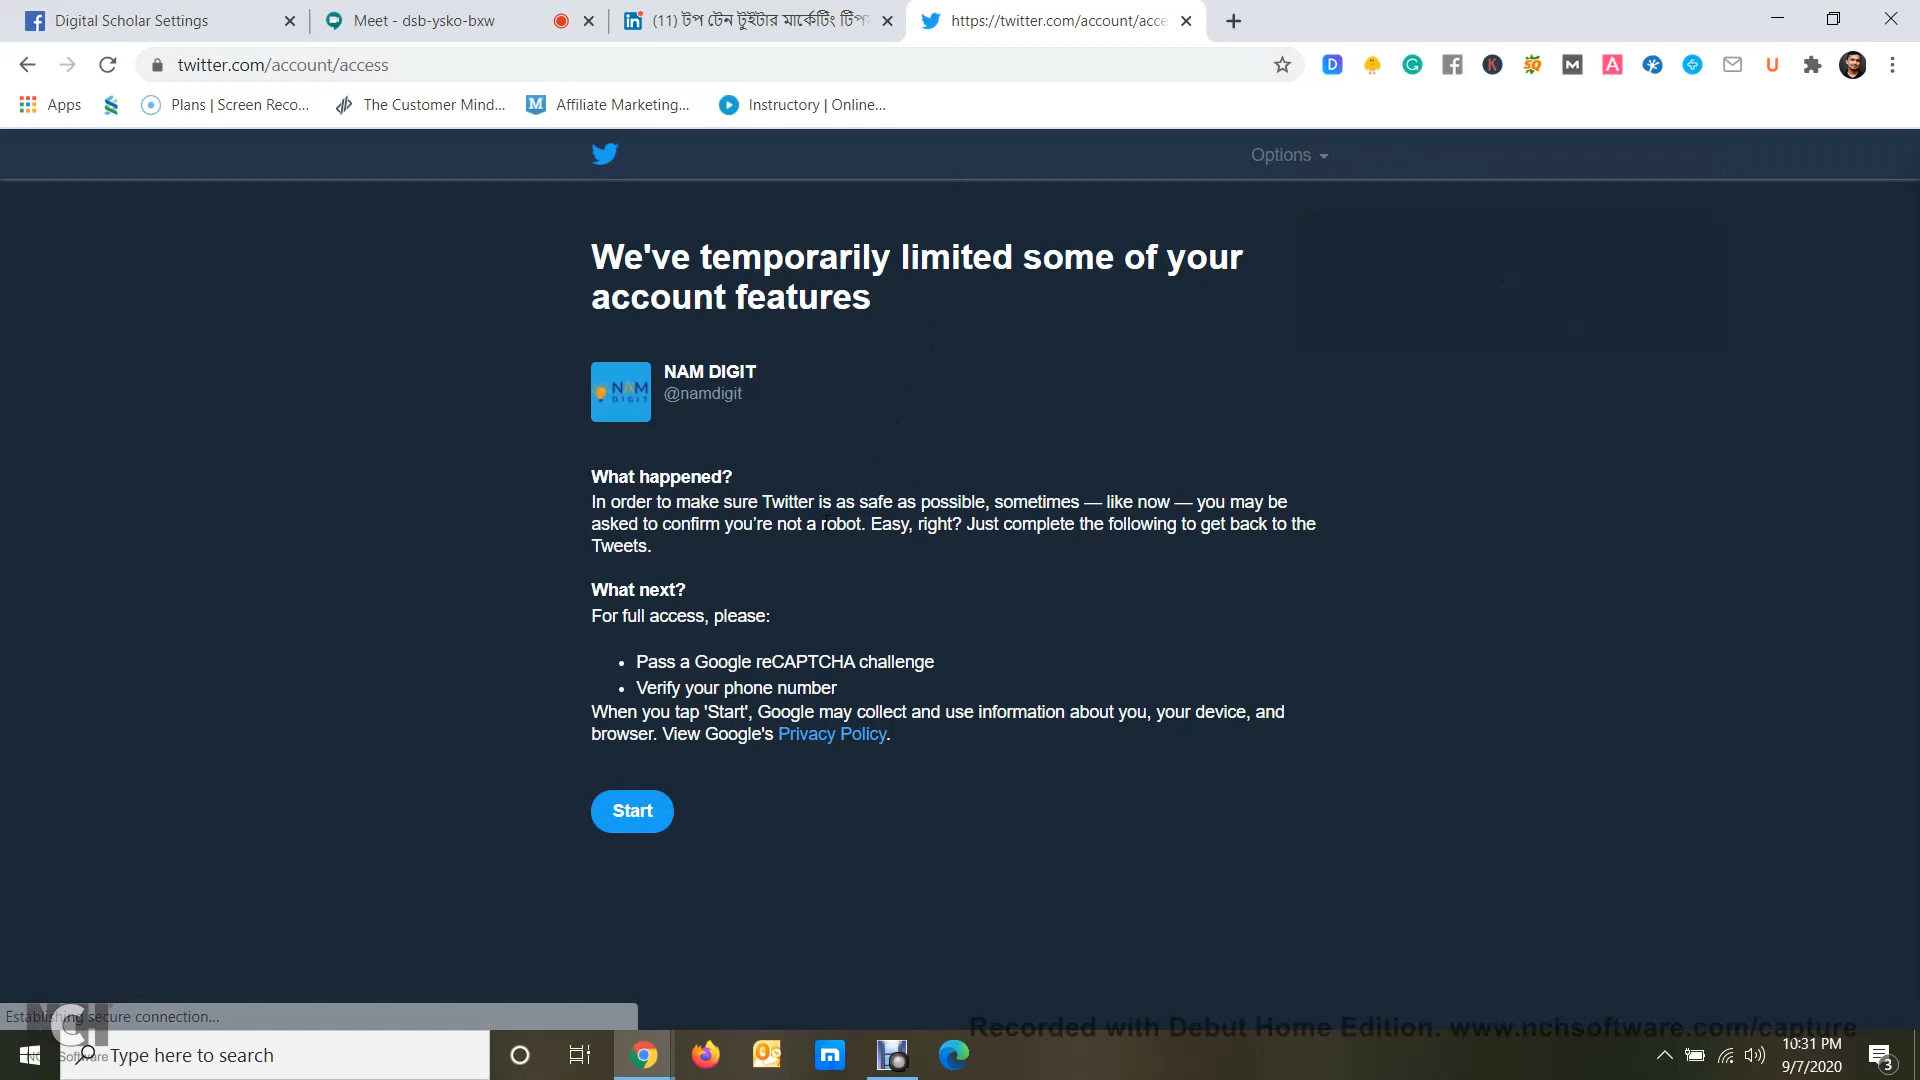 Digital Scholar Settings
Meet - dsb-ysko-bxw
(11) টপ টেন টুইটার মার্কেটিং টিপস
https://twitter.com/account/acce
twitter.com/account/access
Apps
Plans | Screen Reco...
The Customer Mind...
Affiliate Marketing...
Instructory | Online...
Options
We've temporarily limited some of your
account features
NAM DIGIT
@namdigit
NAM
DIGIT
What happened?
In order to make sure Twitter is as safe as possible, sometimes — like now — you may be
asked to confirm you’re not a robot. Easy, right? Just complete the following to get back to the
Tweets.
What next?
For full access, please:
• Pass a Google reCAPTCHA challenge
• Verify your phone number
When you tap 'Start', Google may collect and use information about you, your device, and
browser. View Google's Privacy Policy.
Start
Establishing secure connection...
NCH
Software
Recorded with Debut Home Edition. www.nchsoftware.com/capture
Type here to search
10:31 PM
9/7/2020
3